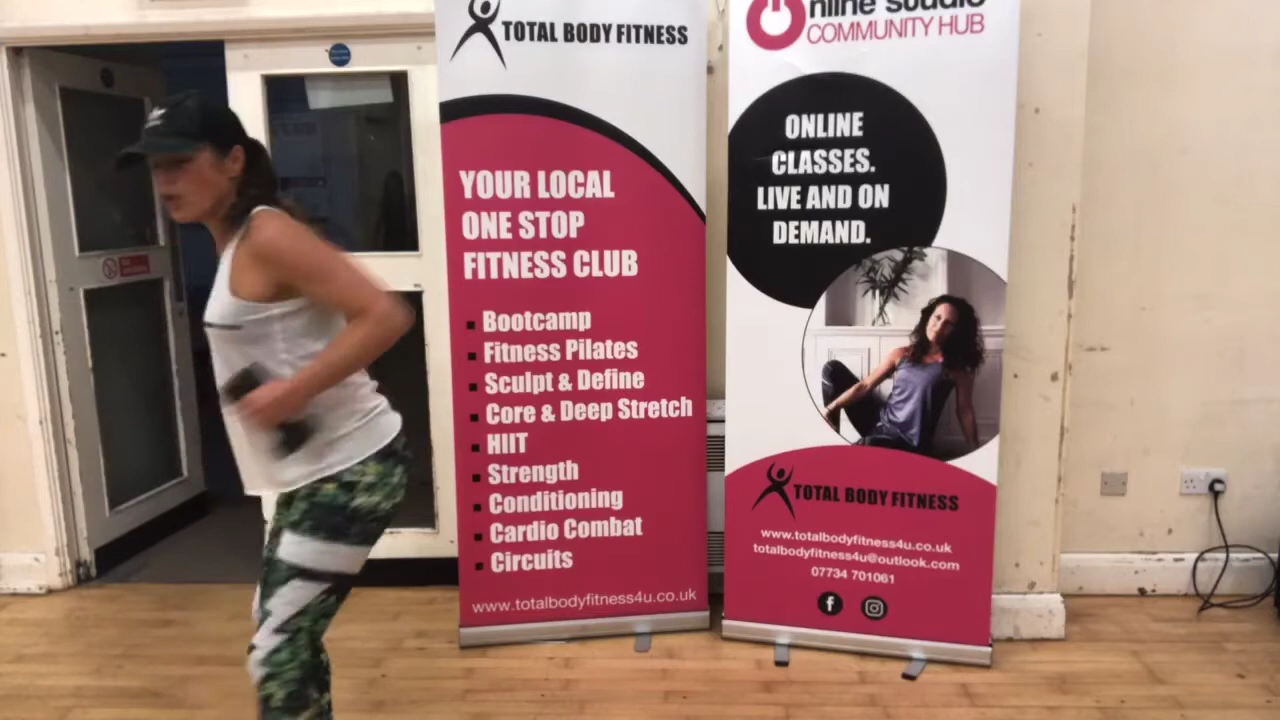 TOTAL BODY FITNESS
YOUR LOCAL
ONE STOP
FITNESS CLUB
▪ Bootcamp
▪ Fitness Pilates
▪ Sculpt & Define
▪ Core & Deep Stretch
▪ HIIT
▪ Strength
▪ Conditioning
▪ Cardio Combat
▪ Circuits
www.totalbodyfitness4u.co.uk
nline studio
COMMUNITY HUB
ONLINE
CLASSES.
LIVE AND ON
DEMAND.
TOTAL BODY FITNESS
www.totalbodyfitness4u.co.uk
totalbodyfitness4u@outlook.com
07734 701061